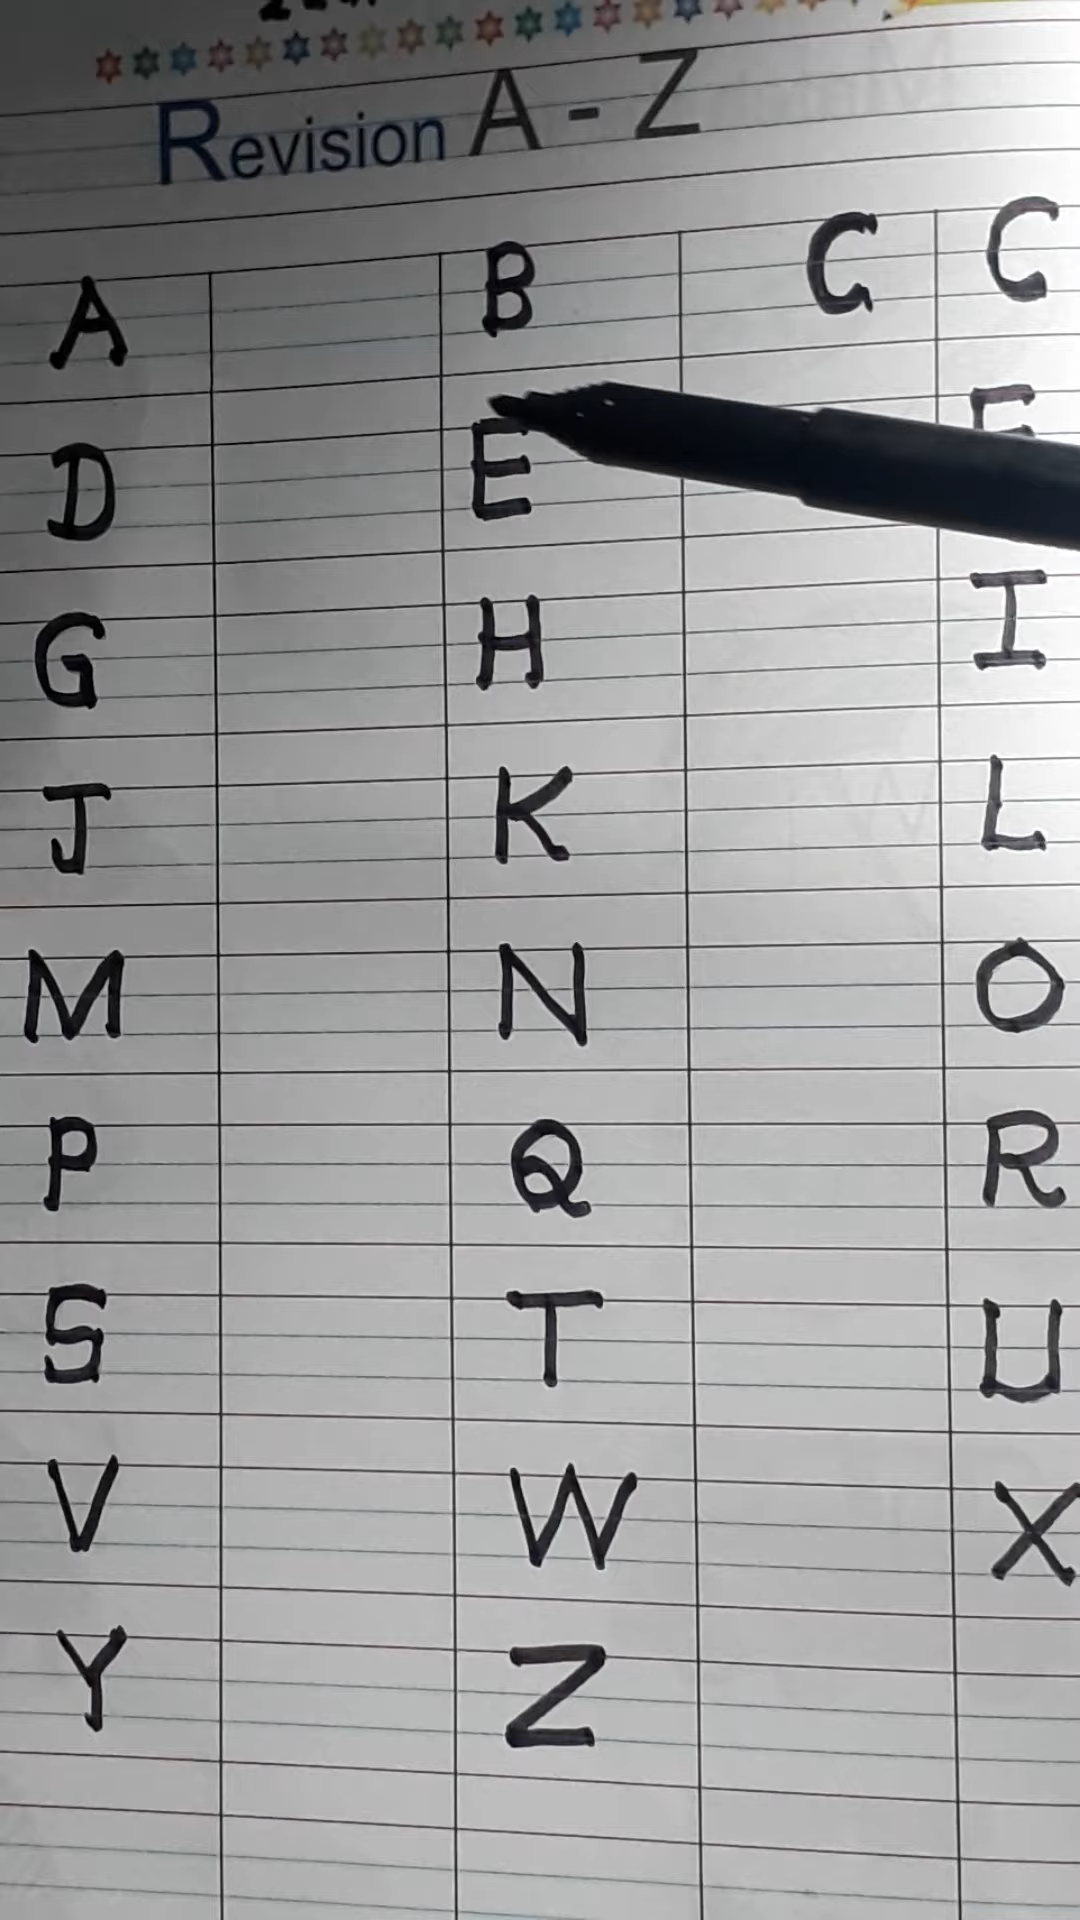 Revision A - Z
A B C C
D E F
G H I
J K L
M N O
P Q R
S T U
V W X
Y Z